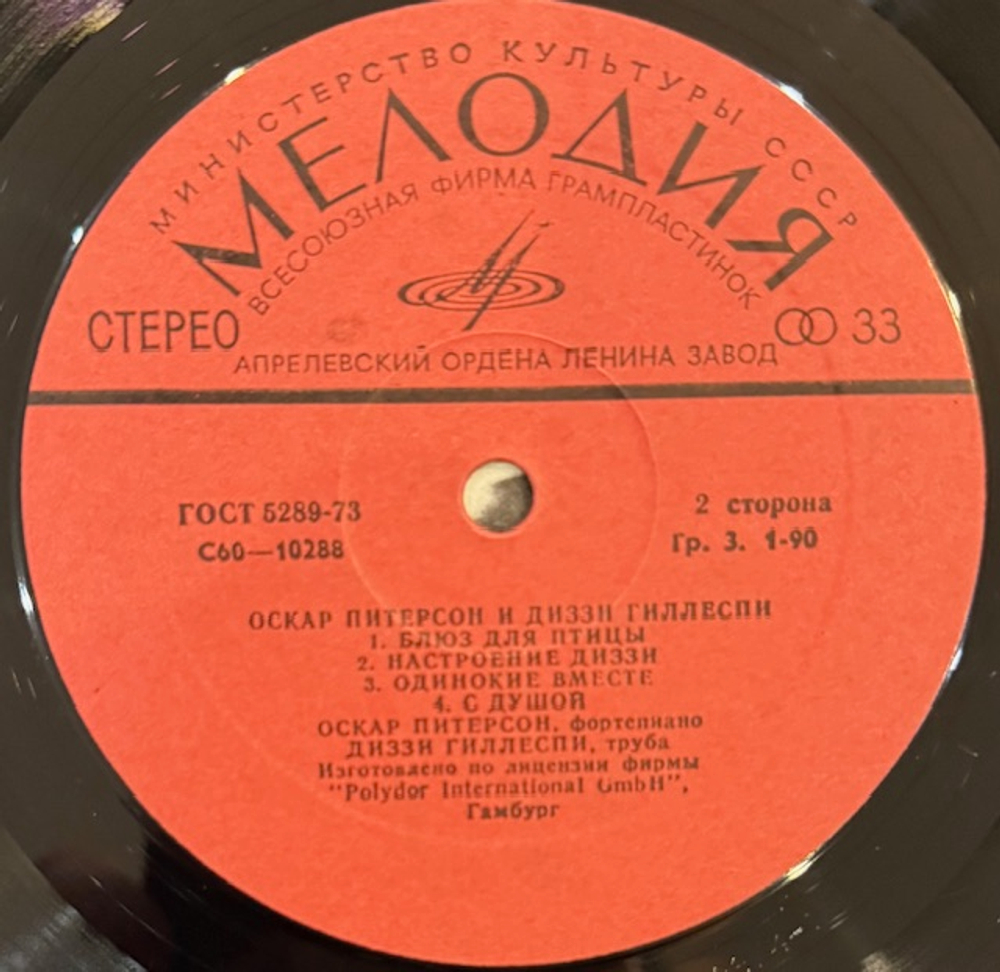 МИНИСТЕРСТВО КУЛЬТУРЫ СССР
МЕЛОДИЯ
ВСЕСОЮЗНАЯ ФИРМА ГРАМПЛАСТИНОК
СТЕРЕО
33
АПРЕЛЕВСКИЙ ОРДЕНА ЛЕНИНА ЗАВОД
ГОСТ 5289-73
2 сторона
С60—10288
Гр. 3. 1-90
ОСКАР ПИТЕРСОН И ДИЗЗИ ГИЛЛЕСПИ
1. БЛЮЗ ДЛЯ ПТИЦЫ
2. НАСТРОЕНИЕ ДИЗЗИ
3. ОДИНОКИЕ ВМЕСТЕ
4. С ДУШОЙ
ОСКАР ПИТЕРСОН, фортепиано
ДИЗЗИ ГИЛЛЕСПИ, труба
Изготовлено по лицензии фирмы
"Polydor International GmbH",
Гамбург